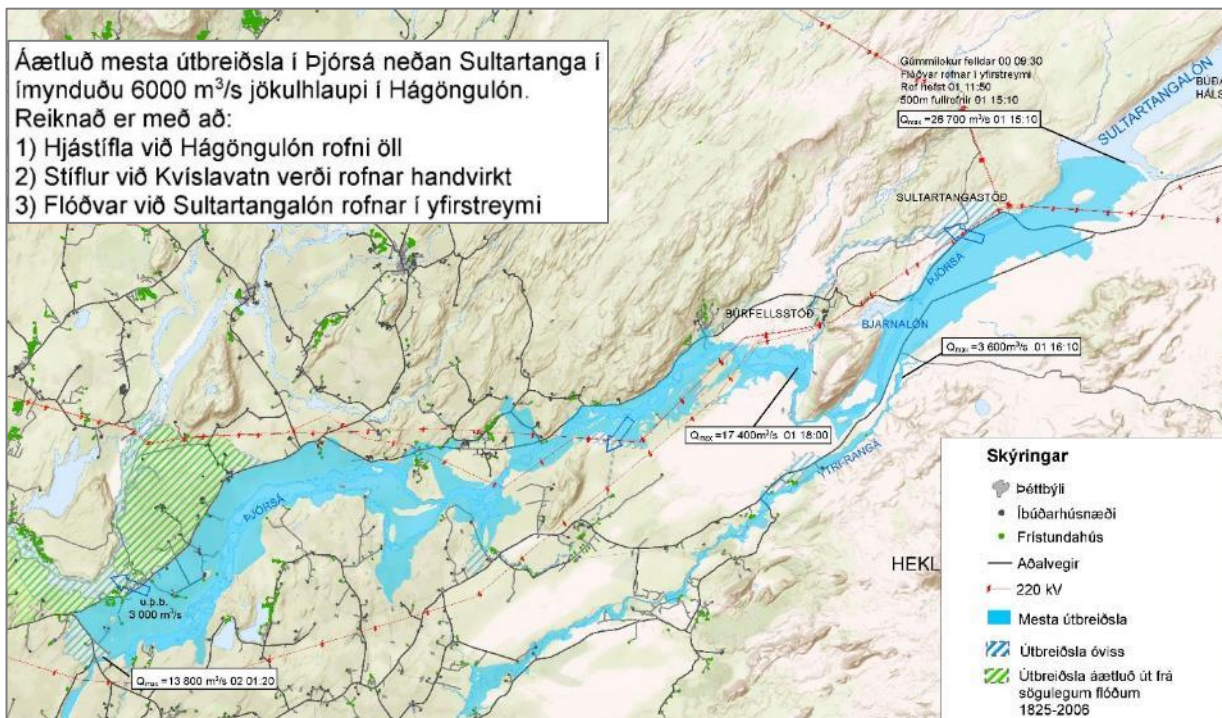 Áætluð mesta útbreiðsla í Þjórsá neðan Sultartanga í
ímynduðu 6000 m³/s jökulhlaupi í Hágöngulón.
Reiknað er með að:
1) Hjástífla við Hágöngulón rofni öll
2) Stíflur við Kvíslavatn verði rofnar handvirkt
3) Flóðvar við Sultartangalón rofnar í yfirstreymi
Gúmmílokur felldar 00 09:30
Flóðvar rofnar í yfirstreymi
Rof hefst 01 11:50
500m fullrofnir 01 15:10
Qmax =26 700 m³/s 01 15:10
SULTARTANGALÓN
BÚÐA
HÁLS
SULTARTANGASTÖÐ
ÞJÓRSÁ
BÚRFELLSSTÖÐ
BJARNALÓN
Qmax =3 600m³/s 01 16:10
Qmax =17 400m³/s 01 18:00
YTRI-RANGÁ
ÞJÓRSÁ
HEKL
u.þ.b.
3 000 m³/s
Qmax =13 800 m³/s 02 01:20
Skýringar
Þéttbýli
Íbúðarhúsnæði
Frístundahús
Aðalvegir
220 kV
Mesta útbreiðsla
Útbreiðsla óviss
Útbreiðsla áætluð út frá
sögulegum flóðum
1825-2006